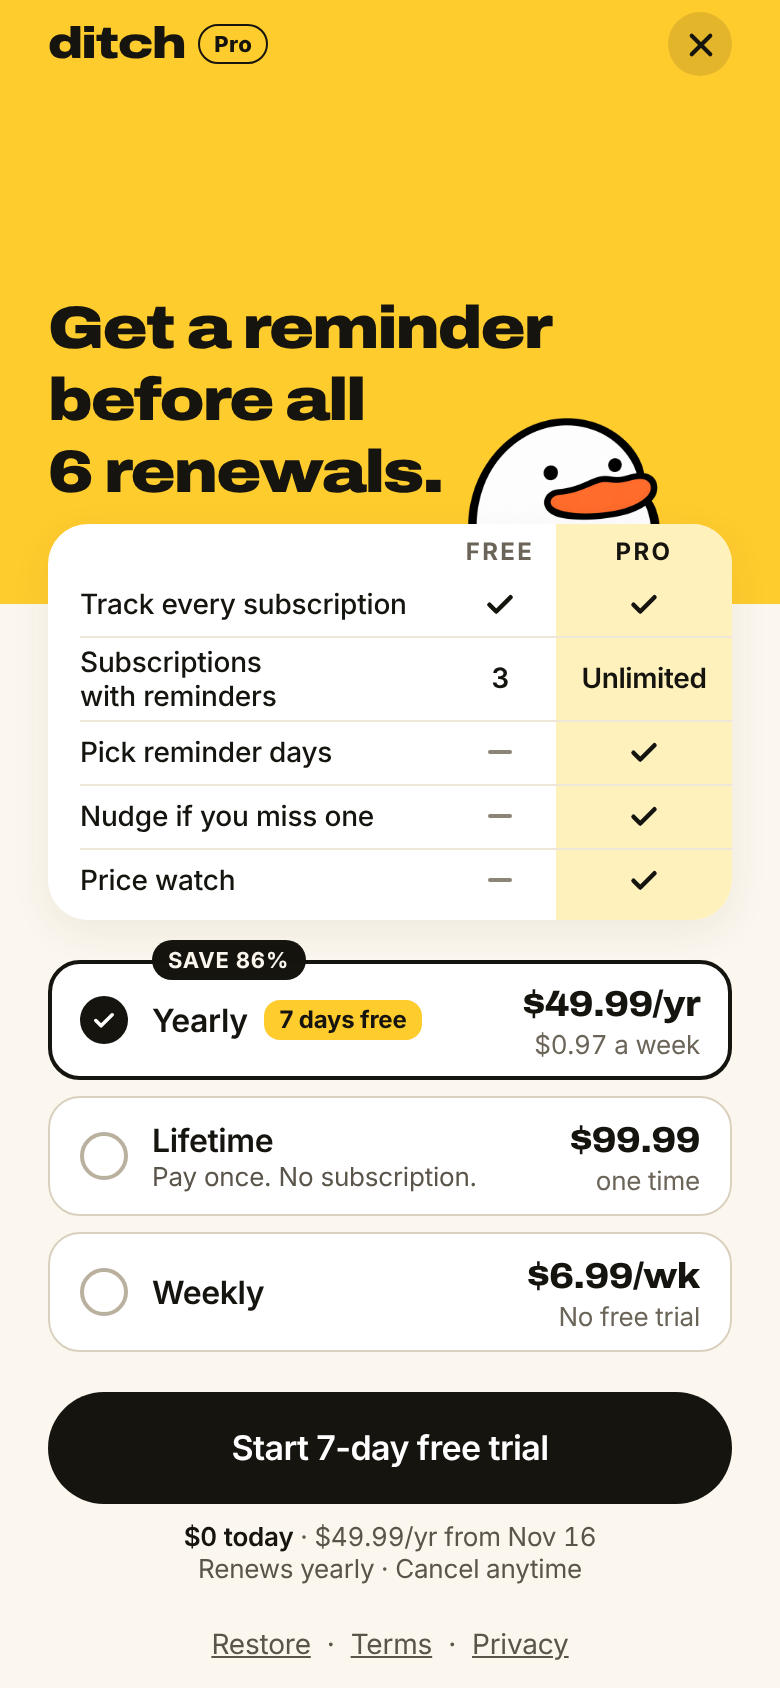 ditch Pro
Get a reminder
before all
6 renewals.
FREE PRO
Track every subscription
Subscriptions
with reminders
3 Unlimited
Pick reminder days
Nudge if you miss one
Price watch
SAVE 86%
Yearly 7 days free $49.99/yr
$0.97 a week
Lifetime $99.99
Pay once. No subscription. one time
Weekly $6.99/wk
No free trial
Start 7-day free trial
$0 today · $49.99/yr from Nov 16
Renews yearly · Cancel anytime
Restore · Terms · Privacy